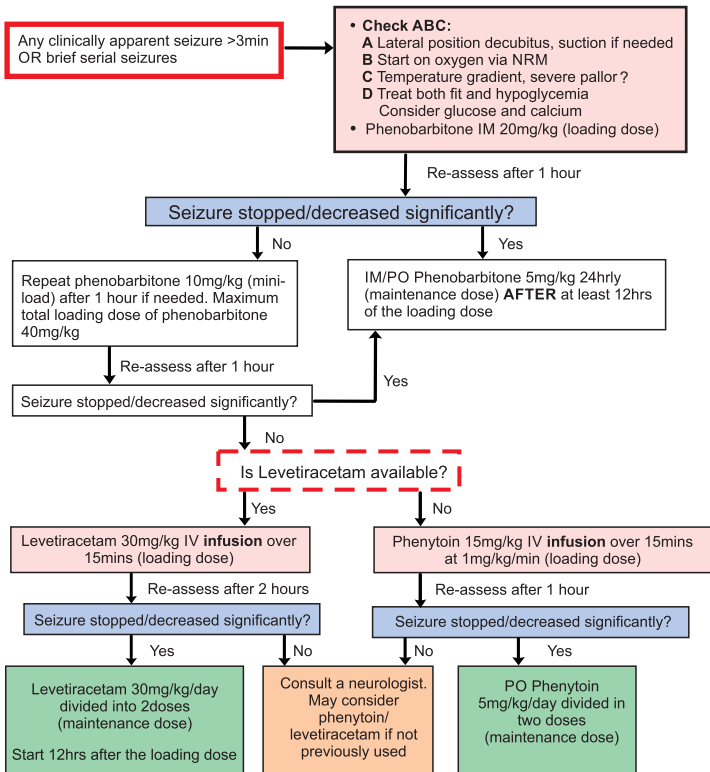 Any clinically apparent seizure >3min
OR brief serial seizures
• Check ABC:
A Lateral position decubitus, suction if needed
B Start on oxygen via NRM
C Temperature gradient, severe pallor?
D Treat both fit and hypoglycemia
Consider glucose and calcium
• Phenobarbitone IM 20mg/kg (loading dose)
Re-assess after 1 hour
Seizure stopped/decreased significantly?
No
Yes
Repeat phenobarbitone 10mg/kg (mini-
load) after 1 hour if needed. Maximum
total loading dose of phenobarbitone
40mg/kg
IM/PO Phenobarbitone 5mg/kg 24hrly
(maintenance dose) AFTER at least 12hrs
of the loading dose
Re-assess after 1 hour
Yes
Seizure stopped/decreased significantly?
No
Is Levetiracetam available?
Yes
No
Levetiracetam 30mg/kg IV infusion over
15mins (loading dose)
Phenytoin 15mg/kg IV infusion over 15mins
at 1mg/kg/min (loading dose)
Re-assess after 2 hours
Re-assess after 1 hour
Seizure stopped/decreased significantly?
Seizure stopped/decreased significantly?
Yes
No
No
Yes
Levetiracetam 30mg/kg/day
divided into 2doses
(maintenance dose)
Start 12hrs after the loading dose
Consult a neurologist.
May consider
phenytoin/
levetiracetam if not
previously used
PO Phenytoin
5mg/kg/day divided in
two doses
(maintenance dose)